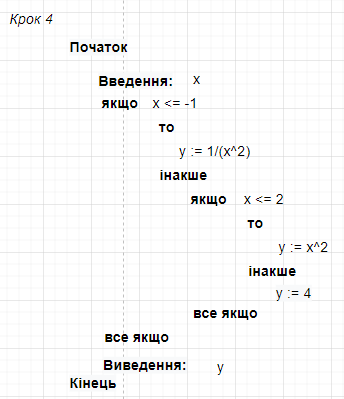 Крок 4
Початок
Введення: x
якщо x <= -1
то
y := 1/(x^2)
інакше
якщо x <= 2
то
y := x^2
інакше
y := 4
все якщо
все якщо
Виведення: y
Кінець